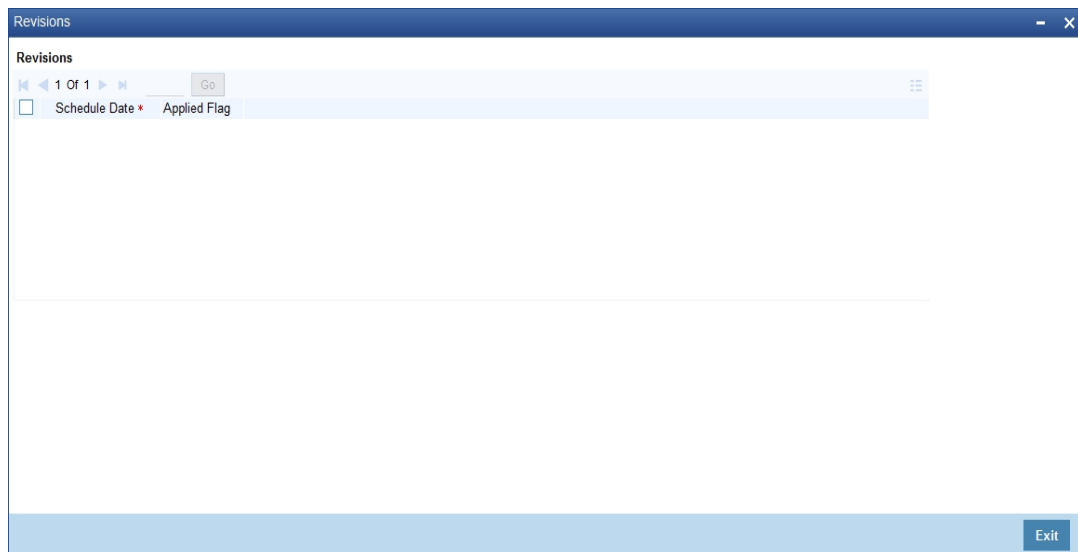 Revisions
Revisions
1 Of 1 Go
Schedule Date * Applied Flag
Exit